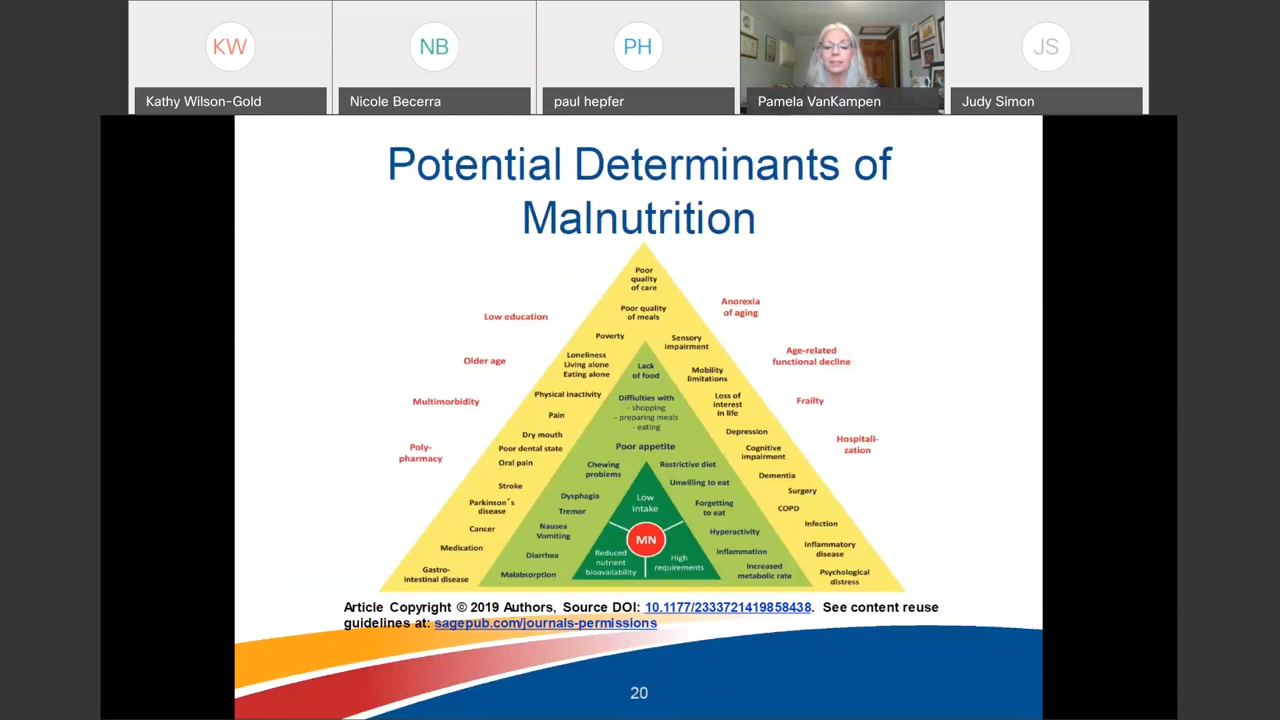 KW
NB
PH
JS
Kathy Wilson-Gold
Nicole Becerra
paul hepfer
Pamela VanKampen
Judy Simon
Potential Determinants of
Malnutrition
Low education
Older age
Multimorbidity
Poly-
pharmacy
Anorexia
of aging
Age-related
functional decline
Frailty
Hospitali-
zation
Poor
quality
of care
Poor quality
of meals
Poverty
Loneliness
Living alone
Eating alone
Physical inactivity
Pain
Dry mouth
Poor dental state
Oral pain
Stroke
Parkinson´s
disease
Cancer
Medication
Gastro-
intestinal disease
Sensory
impairment
Mobility
limitations
Loss of
interest
in life
Depression
Cognitive
impairment
Dementia
Surgery
COPD
Infection
Inflammatory
disease
Psychological
distress
Lack
of food
Diffiulties with
- shopping
- preparing meals
- eating
Poor appetite
Chewing
problems
Dysphagia
Tremor
Nausea
Vomiting
Diarrhea
Malabsorption
Restrictive diet
Unwilling to eat
Forgetting
to eat
Hyperactivity
Inflammation
Increased
metabolic rate
Low
intake
MN
Reduced
nutrient
bioavailability
High
requirements
Article Copyright © 2019 Authors, Source DOI: 10.1177/2333721419858438. See content reuse
guidelines at: sagepub.com/journals-permissions
20